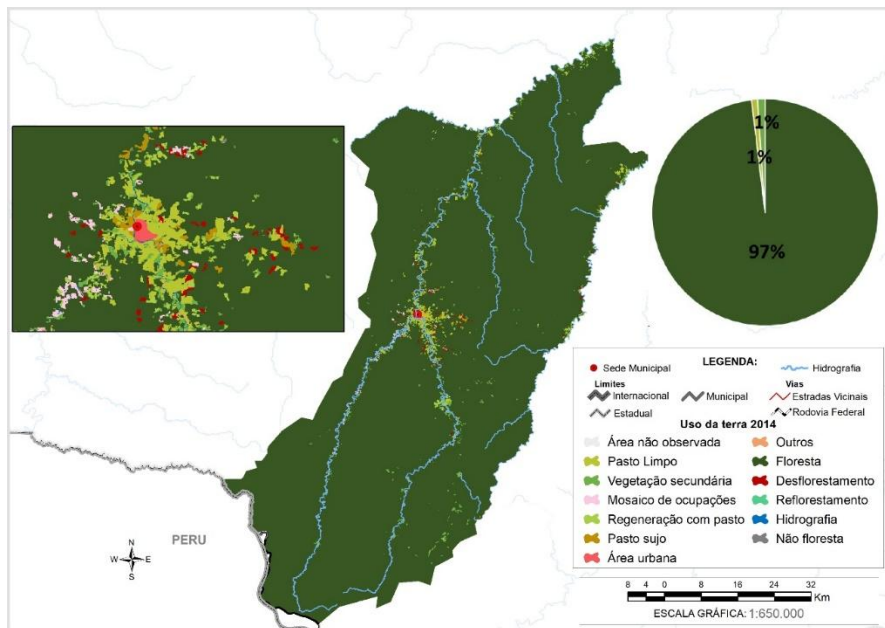 1%
1%
97%
PERU
N
W E
S
LEGENDA:
Sede Municipal
Hidrografia
Limites
Vias
Internacional
Municipal
Estradas Vicinais
Estadual
Rodovia Federal
Uso da terra 2014
Área não observada
Outros
Pasto Limpo
Floresta
Vegetação secundária
Desflorestamento
Mosaico de ocupações
Reflorestamento
Regeneração com pasto
Hidrografia
Pasto sujo
Não floresta
Área urbana
8 4 0 8 16 24 32
Km
ESCALA GRÁFICA: 1:650.000